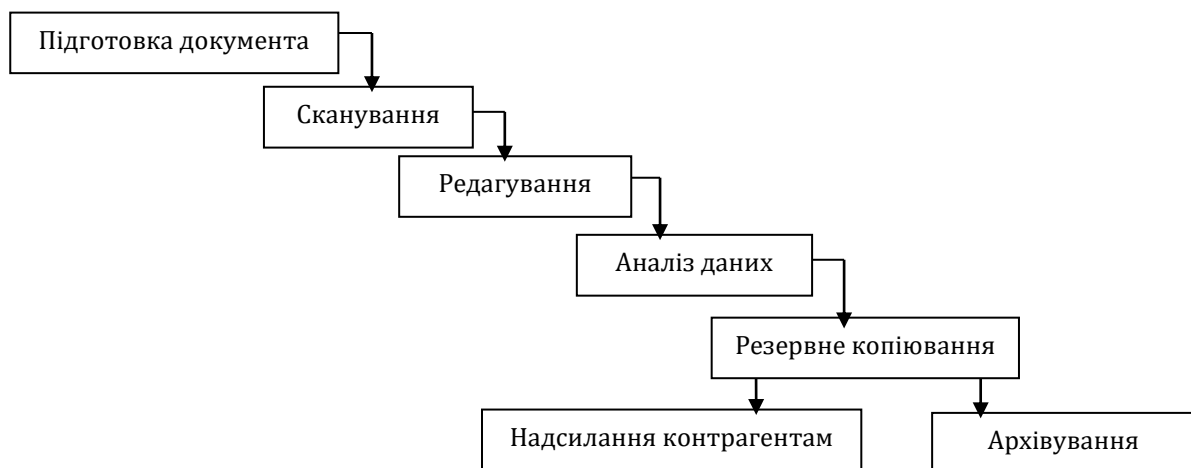 Підготовка документа
Сканування
Редагування
Аналіз даних
Резервне копіювання
Надсилання контрагентам
Архівування